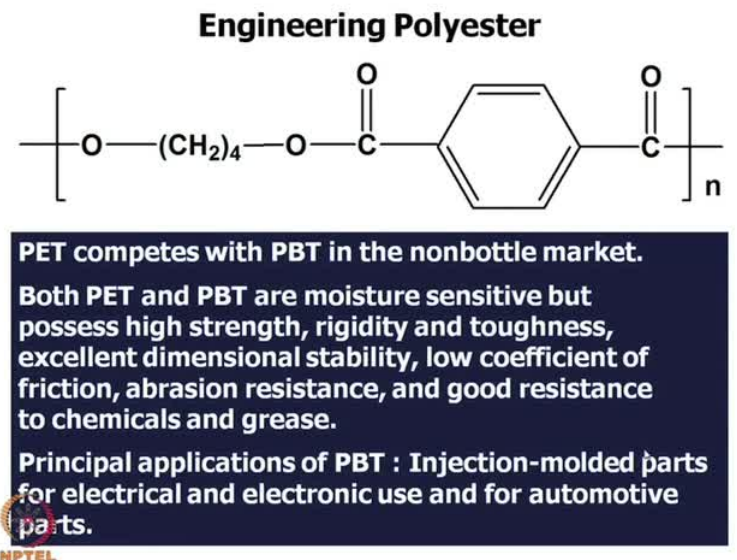 Engineering Polyester
O
O
O
(CH₂)₄
O
C
C
n
PET competes with PBT in the nonbottle market.
Both PET and PBT are moisture sensitive but
possess high strength, rigidity and toughness,
excellent dimensional stability, low coefficient of
friction, abrasion resistance, and good resistance
to chemicals and grease.
Principal applications of PBT : Injection-molded parts
for electrical and electronic use and for automotive
parts.
NPTEL